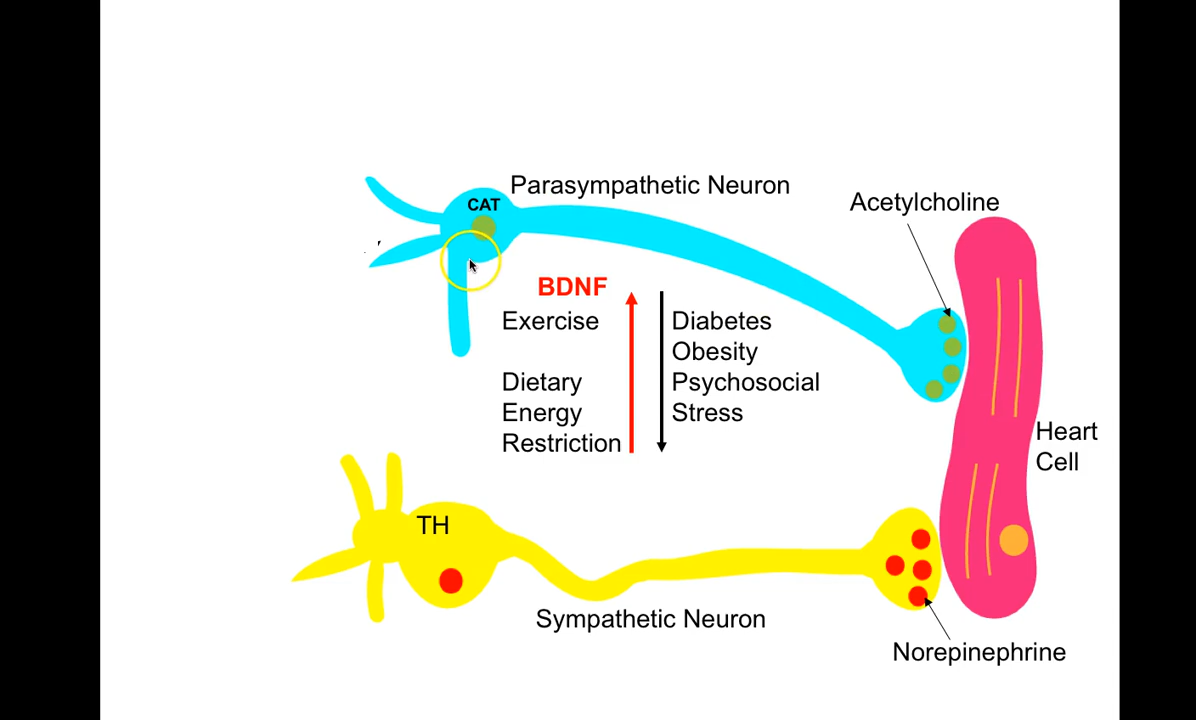 Parasympathetic Neuron
CAT
Acetylcholine
BDNF
Exercise
Dietary
Energy
Restriction
Diabetes
Obesity
Psychosocial
Stress
Heart
Cell
TH
Sympathetic Neuron
Norepinephrine